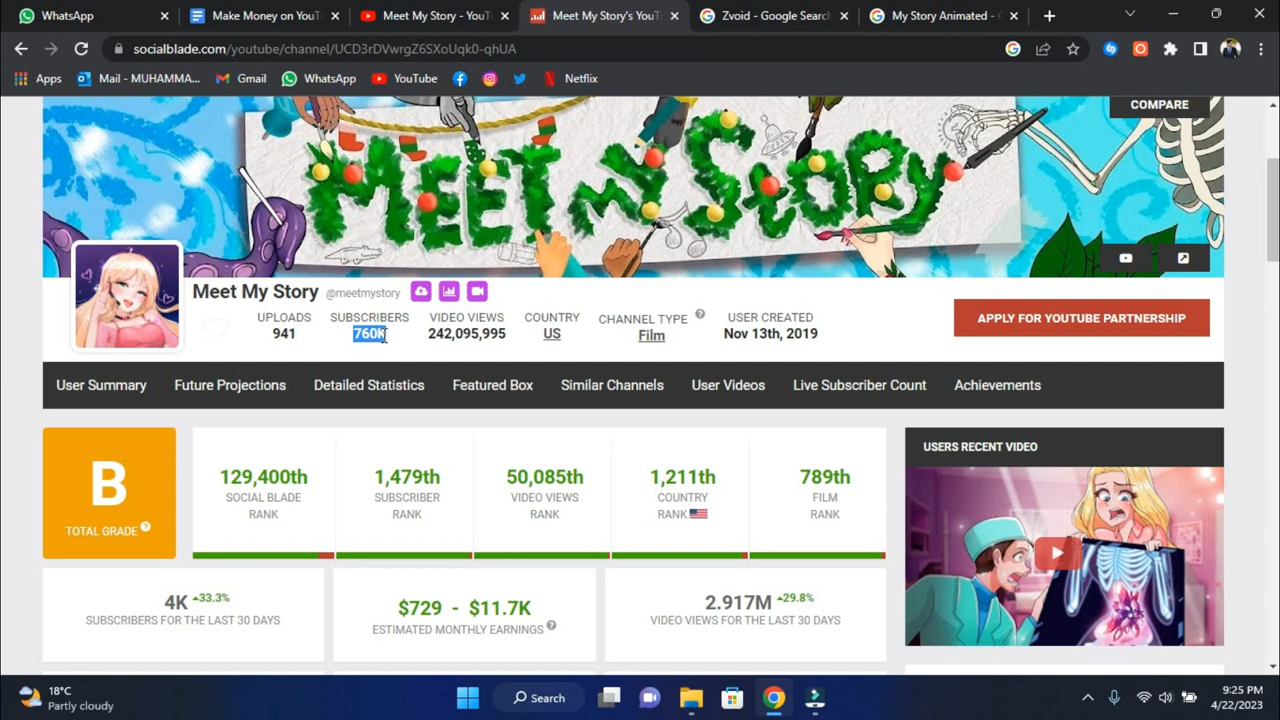 WhatsApp
Make Money on YouT
Meet My Story - YouT
Meet My Story's YouT
Zvoid - Google Searc
My Story Animated - G
socialblade.com/youtube/channel/UCD3rDVwrgZ6SXoUqk0-qhUA
Apps
Mail - MUHAMMA...
Gmail
WhatsApp
YouTube
Netflix
COMPARE
MEET MY STORY
Meet My Story @meetmystory
UPLOADS
941
SUBSCRIBERS
760K
VIDEO VIEWS
242,095,995
COUNTRY
US
CHANNEL TYPE
Film
USER CREATED
Nov 13th, 2019
APPLY FOR YOUTUBE PARTNERSHIP
User Summary
Future Projections
Detailed Statistics
Featured Box
Similar Channels
User Videos
Live Subscriber Count
Achievements
B
TOTAL GRADE
129,400th
SOCIAL BLADE
RANK
1,479th
SUBSCRIBER
RANK
50,085th
VIDEO VIEWS
RANK
1,211th
COUNTRY
RANK
789th
FILM
RANK
USERS RECENT VIDEO
4K 33.3%
SUBSCRIBERS FOR THE LAST 30 DAYS
$729 - $11.7K
ESTIMATED MONTHLY EARNINGS
2.917M 29.8%
VIDEO VIEWS FOR THE LAST 30 DAYS
18°C
Partly cloudy
Search
9:25 PM
4/22/2023